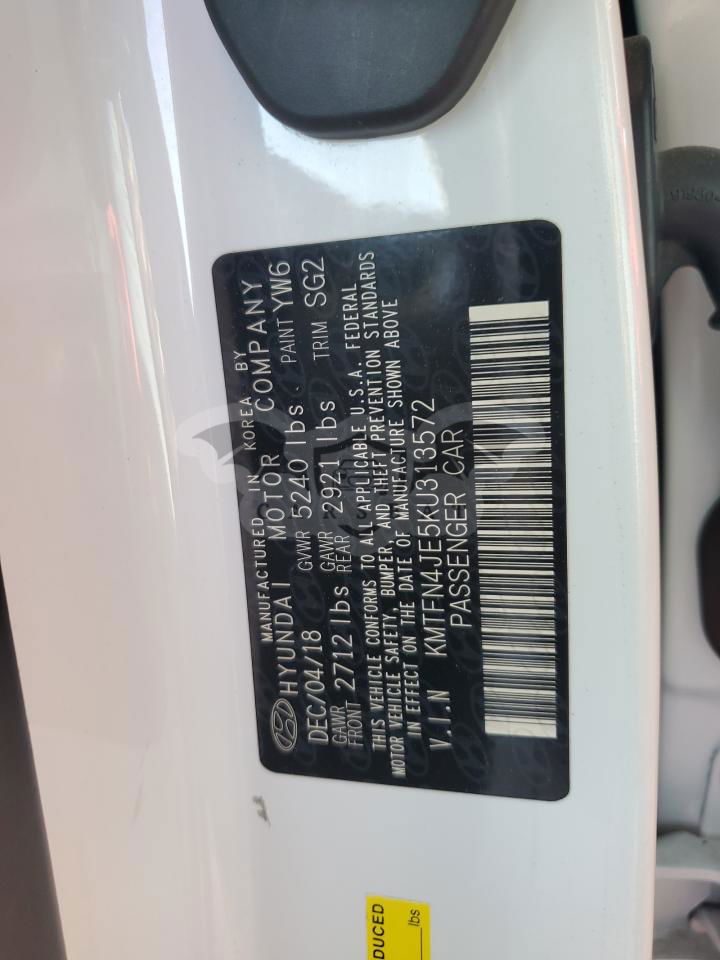 MANUFACTURED IN KOREA BY
HYUNDAI MOTOR COMPANY
DEC/04/18 GVWR 5240 lbs. PAINT YW6
GAWR FRONT 2712 lbs GAWR REAR 2921 lbs TRIM SG2
THIS VEHICLE CONFORMS TO ALL APPLICABLE U.S.A. FEDERAL
MOTOR VEHICLE SAFETY, BUMPER, AND THEFT PREVENTION STANDARDS
IN EFFECT ON THE DATE OF MANUFACTURE SHOWN ABOVE
V.I.N KMTFN4JE5KU313572
PASSENGER CAR
DUCED
lbs